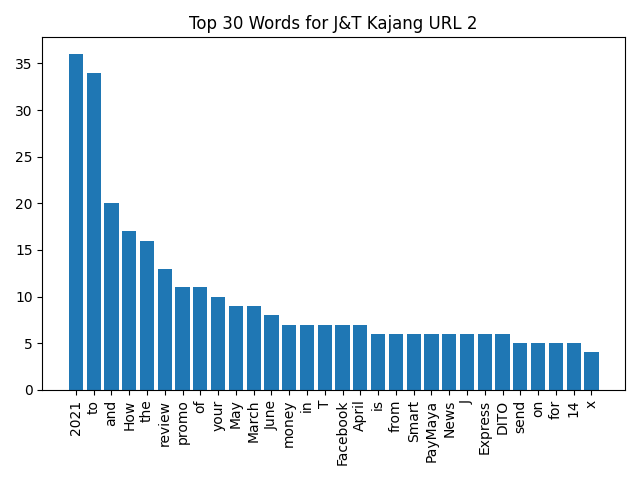 Top 30 Words for J&T Kajang URL 2
35
30
25
20
15
10
5
0
2021
to
and
How
the
review
promo
of
your
May
March
June
money
in
T
Facebook
April
is
from
Smart
PayMaya
News
J
Express
DITO
send
on
for
14
x